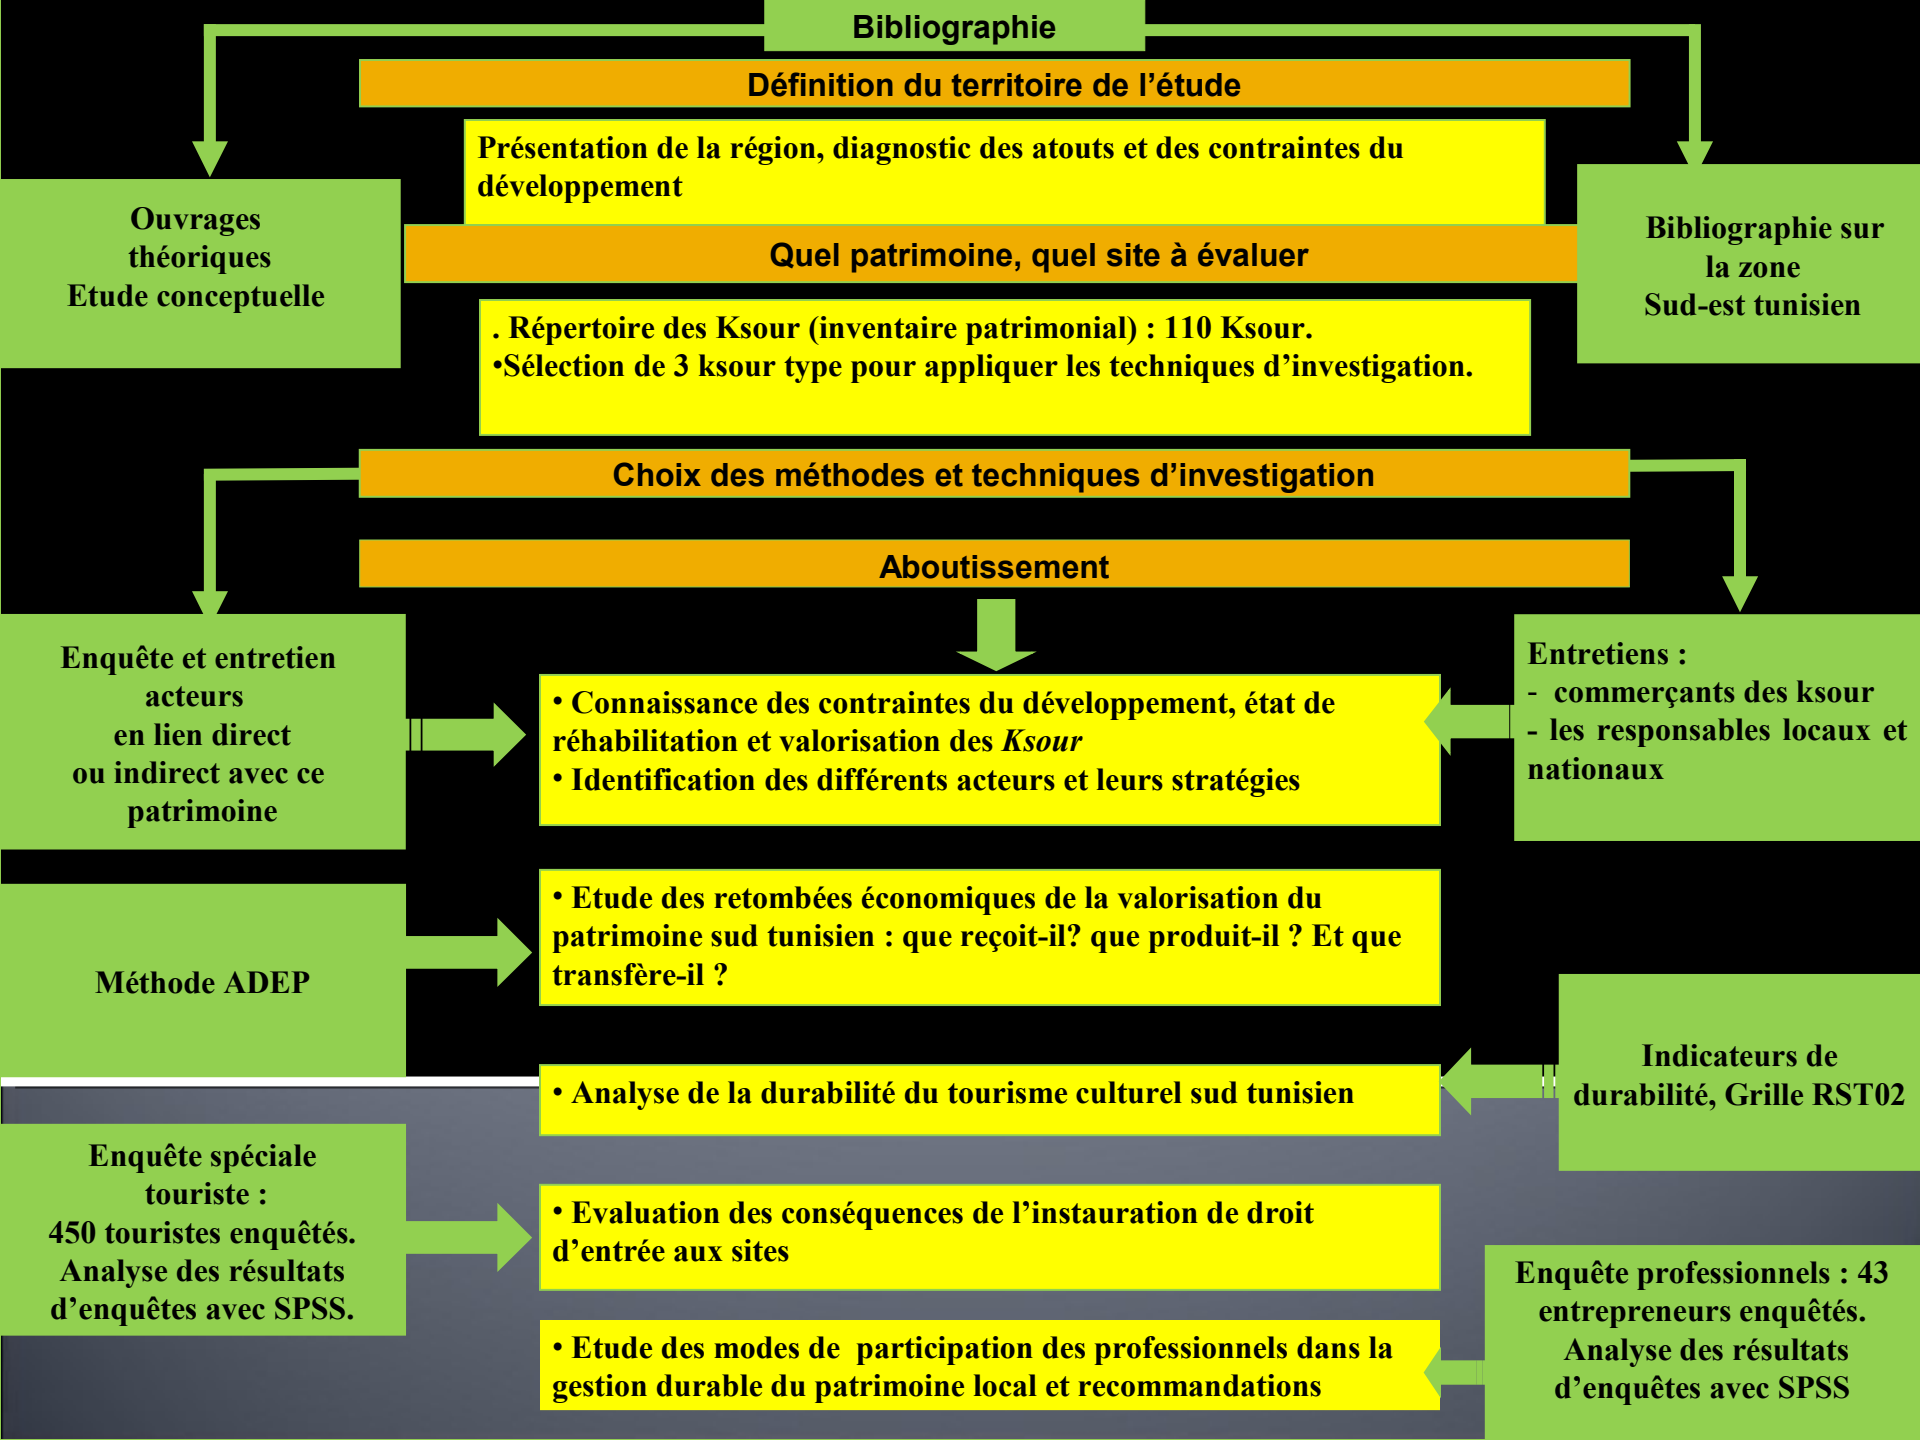 Bibliographie
Définition du territoire de l’étude
Présentation de la région, diagnostic des atouts et des contraintes du
développement
Ouvrages
théoriques
Etude conceptuelle
Quel patrimoine, quel site à évaluer
Bibliographie sur
la zone
Sud-est tunisien
. Répertoire des Ksour (inventaire patrimonial) : 110 Ksour.
•Sélection de 3 ksour type pour appliquer les techniques d’investigation.
Choix des méthodes et techniques d’investigation
Aboutissement
Enquête et entretien
acteurs
en lien direct
ou indirect avec ce
patrimoine
• Connaissance des contraintes du développement, état de
réhabilitation et valorisation des Ksour
• Identification des différents acteurs et leurs stratégies
Entretiens :
- commerçants des ksour
- les responsables locaux et
nationaux
Méthode ADEP
• Etude des retombées économiques de la valorisation du
patrimoine sud tunisien : que reçoit-il? que produit-il ? Et que
transfère-il ?
• Analyse de la durabilité du tourisme culturel sud tunisien
Indicateurs de
durabilité, Grille RST02
Enquête spéciale
touriste :
450 touristes enquêtés.
Analyse des résultats
d’enquêtes avec SPSS.
• Evaluation des conséquences de l’instauration de droit
d’entrée aux sites
• Etude des modes de  participation des professionnels dans la
gestion durable du patrimoine local et recommandations
Enquête professionnels : 43
entrepreneurs enquêtés.
Analyse des résultats
d’enquêtes avec SPSS